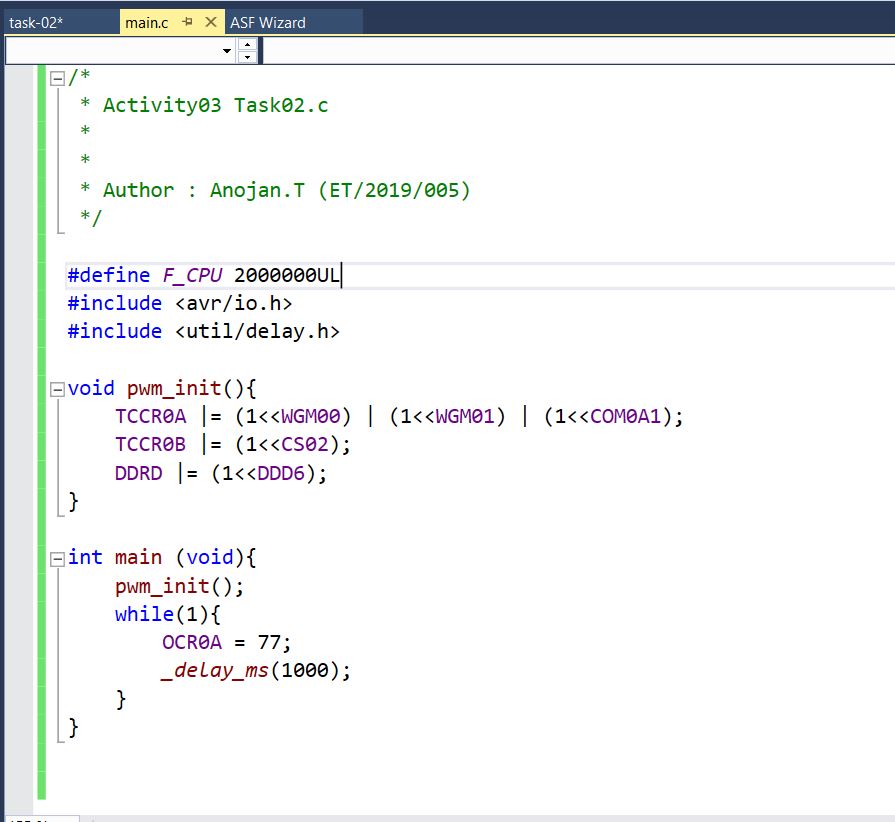 task-02*
main.c
ASF Wizard
/*
* Activity03 Task02.c
*
*
* Author : Anojan.T (ET/2019/005)
*/
#define F_CPU 2000000UL
#include <avr/io.h>
#include <util/delay.h>
void pwm_init(){
TCCR0A |= (1<<WGM00) | (1<<WGM01) | (1<<COM0A1);
TCCR0B |= (1<<CS02);
DDRD |= (1<<DDD6);
}
int main (void){
pwm_init();
while(1){
OCR0A = 77;
_delay_ms(1000);
}
}